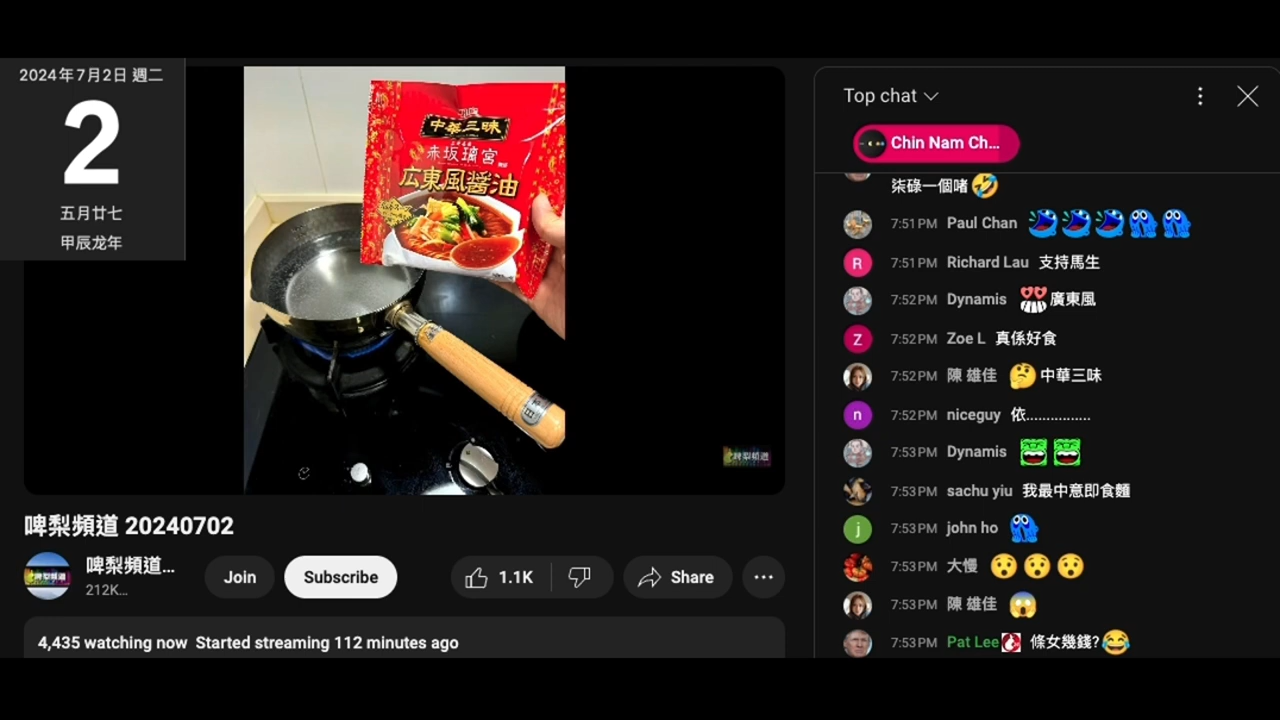 2024年7月2日 週二
2
五月廿七
甲辰龙年
中華三昧
赤坂璃宮
広東風醤油
啤梨頻道
啤梨頻道 20240702
啤梨頻道
啤梨頻道...
212K...
Join
Subscribe
1.1K
Share
4,435 watching now Started streaming 112 minutes ago
Top chat
Chin Nam Ch...
柒碌一個啫🤣
7:51 PM Paul Chan
R
7:51 PM Richard Lau 支持馬生
7:52 PM Dynamis 廣東風
Z
7:52 PM Zoe L 真係好食
7:52 PM 陳 雄佳 🤔中華三昧
n
7:52 PM niceguy 依................
7:53 PM Dynamis
7:53 PM sachu yiu 我最中意即食麵
j
7:53 PM john ho
7:53 PM 大慢 😯😯😯
7:53 PM 陳 雄佳 😱
7:53 PM Pat Lee 條女幾錢?😂